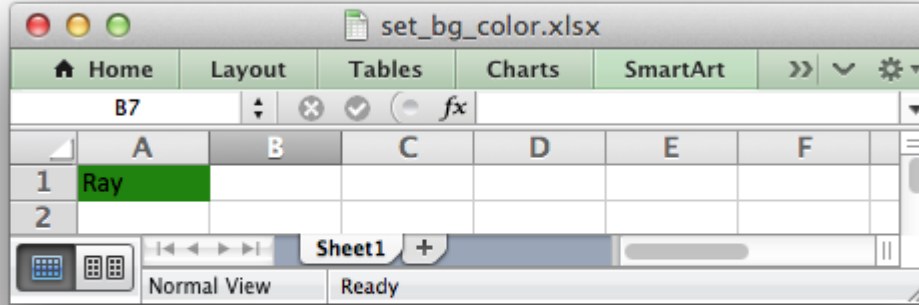 set_bg_color.xlsx
Home Layout Tables Charts SmartArt
B7 fx
A B C D E F
1 Ray
2
Sheet1 +
Normal View Ready